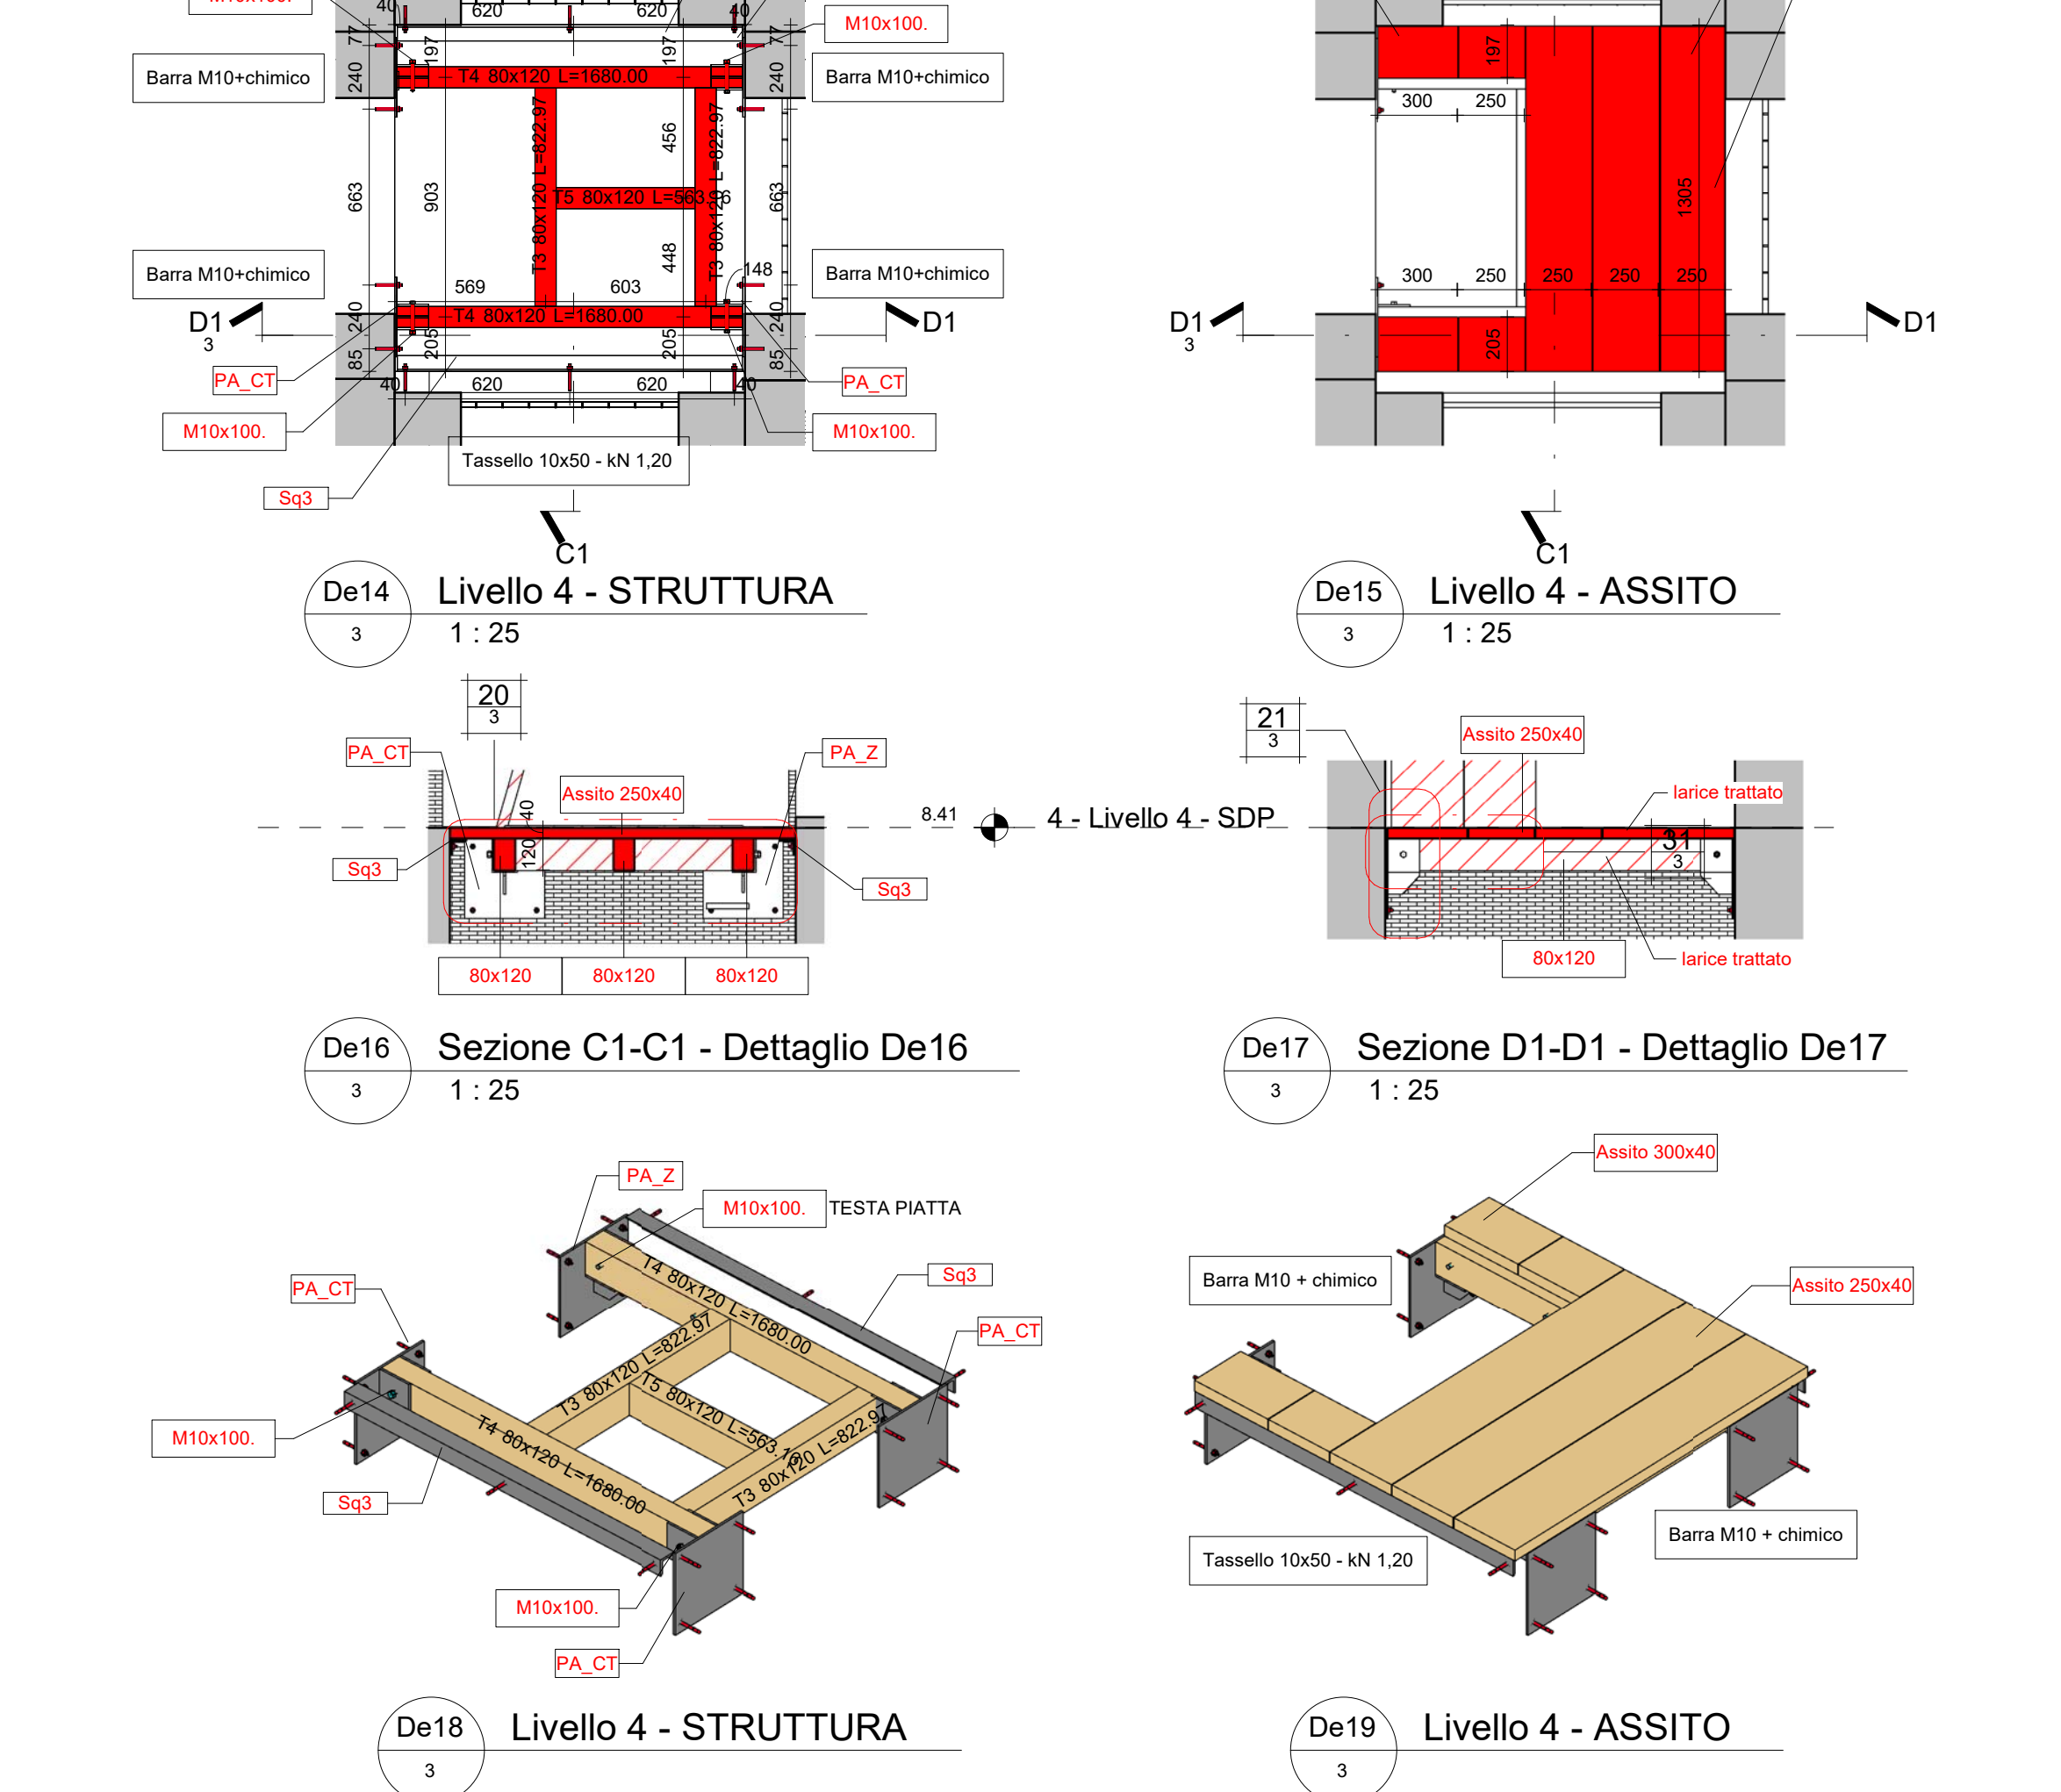 40
620
620
40
M10x100.
77
197
197
77
Barra M10+chimico
240
T4 80x120 L=1680.00
240
Barra M10+chimico
T3 80x120 L=822.97
456
T3 80x120 L=822.97
663
903
T5 80x120 L=563.16
663
448
148
Barra M10+chimico
569
603
Barra M10+chimico
D1
3
240
T4 80x120 L=1680.00
240
D1
85
205
205
85
PA_CT
40
620
620
40
PA_CT
M10x100.
M10x100.
Tassello 10x50 - kN 1,20
Sq3
C1
De14
3
Livello 4 - STRUTTURA
1 : 25
197
300
250
1305
300
250
250
250
250
D1
3
D1
205
C1
De15
3
Livello 4 - ASSITO
1 : 25
20
3
PA_CT
PA_Z
Assito 250x40
40
120
Sq3
Sq3
80x120
80x120
80x120
8.41
4 - Livello 4 - SDP
De16
3
Sezione C1-C1 - Dettaglio De16
1 : 25
21
3
Assito 250x40
larice trattato
31
3
80x120
larice trattato
De17
3
Sezione D1-D1 - Dettaglio De17
1 : 25
PA_Z
M10x100.
TESTA PIATTA
PA_CT
Sq3
T4 80x120 L=1680.00
PA_CT
T3 80x120 L=822.97
T5 80x120 L=563.16
T3 80x120 L=822.97
M10x100.
T4 80x120 L=1680.00
Sq3
M10x100.
PA_CT
De18
3
Livello 4 - STRUTTURA
Assito 300x40
Barra M10 + chimico
Assito 250x40
Barra M10 + chimico
Tassello 10x50 - kN 1,20
De19
3
Livello 4 - ASSITO